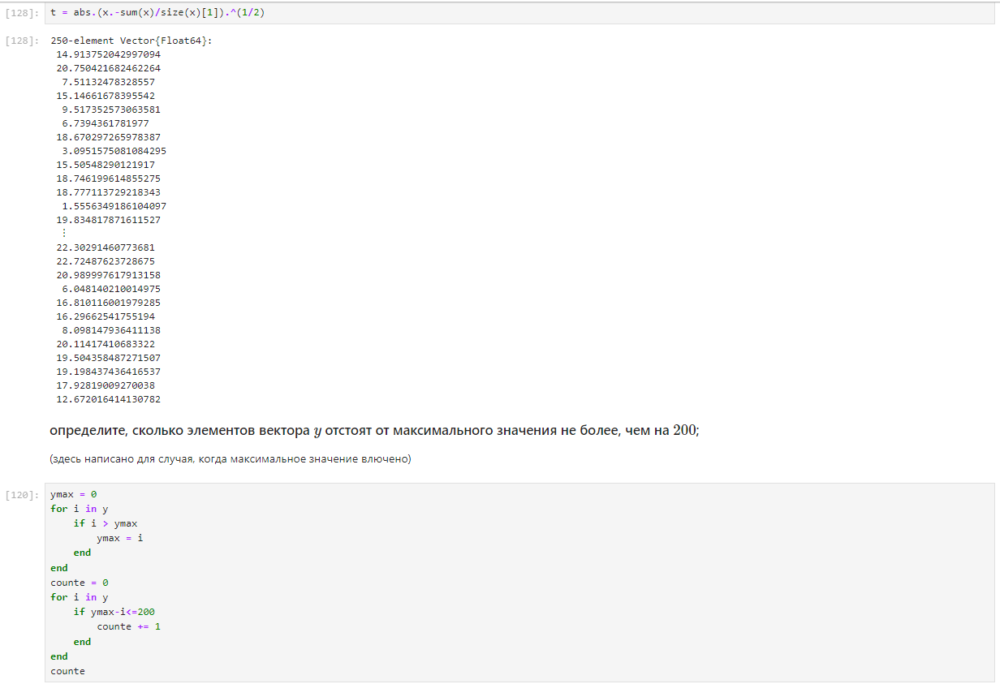 [128]: t = abs.(x.-sum(x)/size(x)[1]).^(1/2)
[128]: 250-element Vector{Float64}:
14.913752042997094
20.750421682462264
7.51132478328557
15.14661678395542
9.517352573063581
6.7394361781977
18.670297265978387
3.0951575081084295
15.50548290121917
18.746199614855275
18.777113729218343
1.5556349186104097
19.834817871611527
⋮
22.30291460773681
22.72487623728675
20.989997617913158
6.048140210014975
16.810116001979285
16.29662541755194
8.098147936411138
20.11417410683322
19.504358487271507
19.198437436416537
17.92819009270038
12.672016414130782
определите, сколько элементов вектора y отстоят от максимального значения не более, чем на 200;
(здесь написано для случая, когда максимальное значение влючено)
[120]: ymax = 0
for i in y
    if i > ymax
        ymax = i
    end
end
counte = 0
for i in y
    if ymax-i<=200
        counte += 1
    end
end
counte